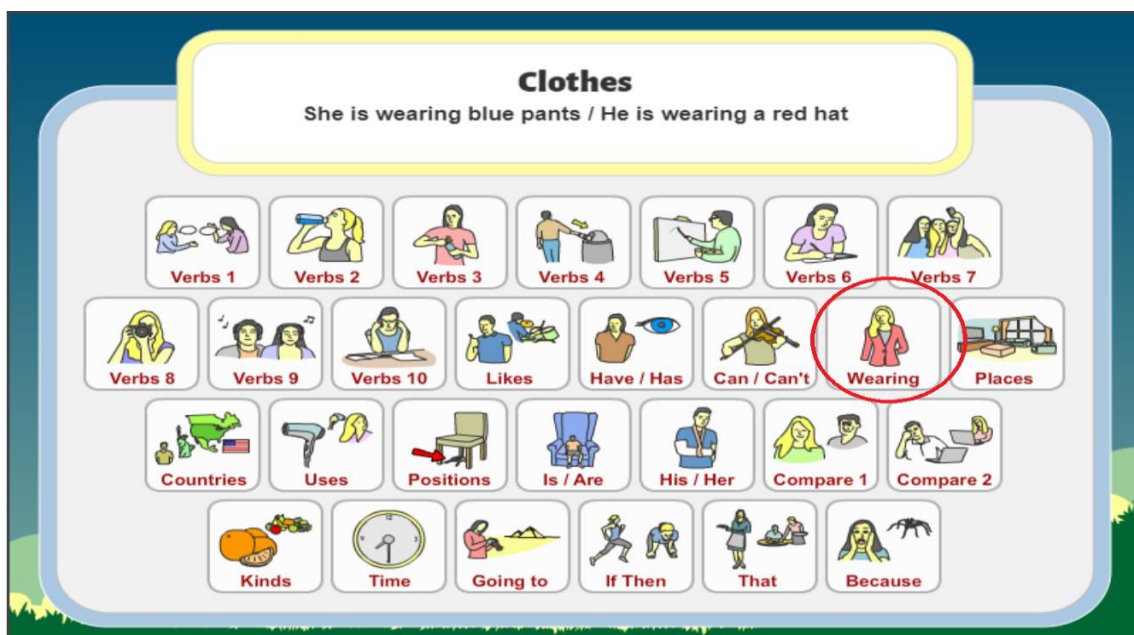 Clothes
She is wearing blue pants / He is wearing a red hat
Verbs 1
Verbs 2
Verbs 3
Verbs 4
Verbs 5
Verbs 6
Verbs 7
Verbs 8
Verbs 9
Verbs 10
Likes
Have / Has
Can / Can't
Wearing
Places
Countries
Uses
Positions
Is / Are
His / Her
Compare 1
Compare 2
Kinds
Time
Going to
If Then
That
Because